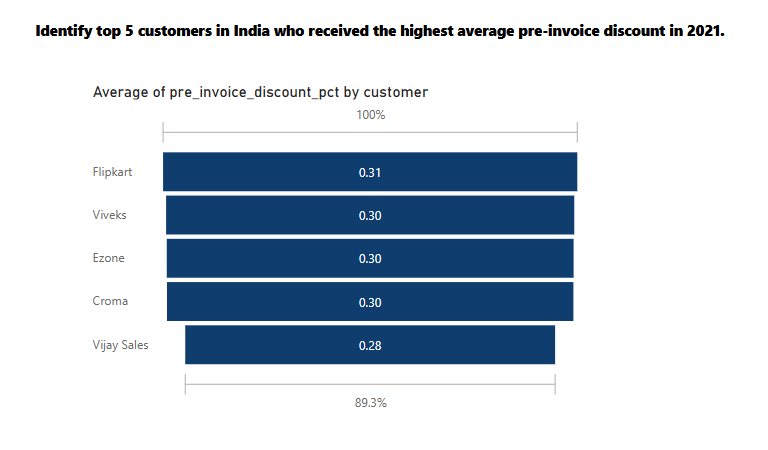 Identify top 5 customers in India who received the highest average pre-invoice discount in 2021.
Average of pre_invoice_discount_pct by customer
100%
Flipkart 0.31
Viveks 0.30
Ezone 0.30
Croma 0.30
Vijay Sales 0.28
89.3%